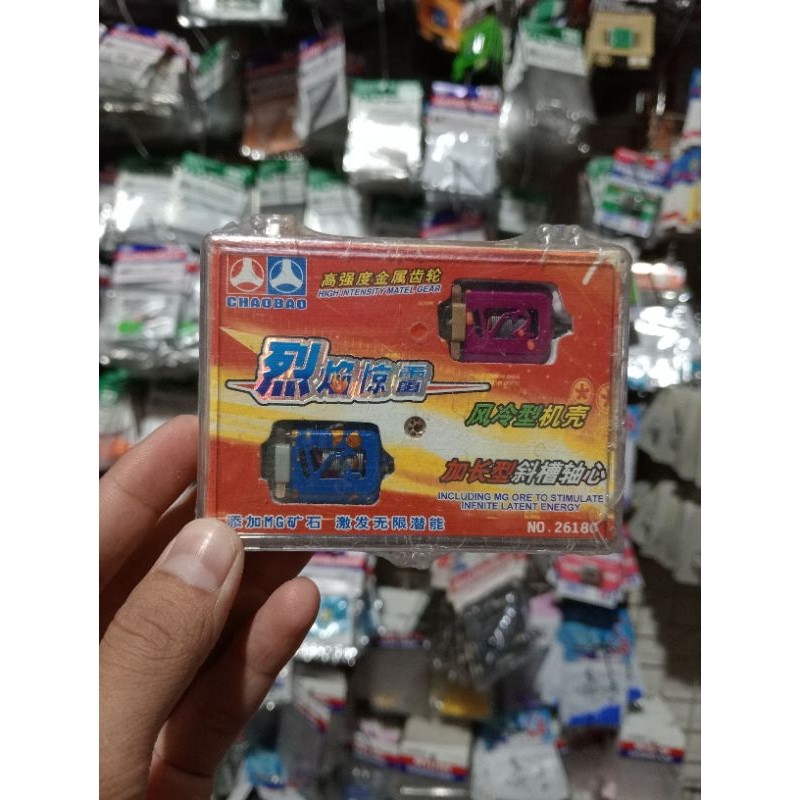 CHAOBAO
高强度金属齿轮
HIGH INTENSITY MATEL GEAR
烈焰惊雷
风冷型机壳
加长型斜槽轴心
INCLUDING MG ORE TO STIMULATE
INFNITE LATENT ENERGY
添加MG矿石 激发无限潜能
NO.26180